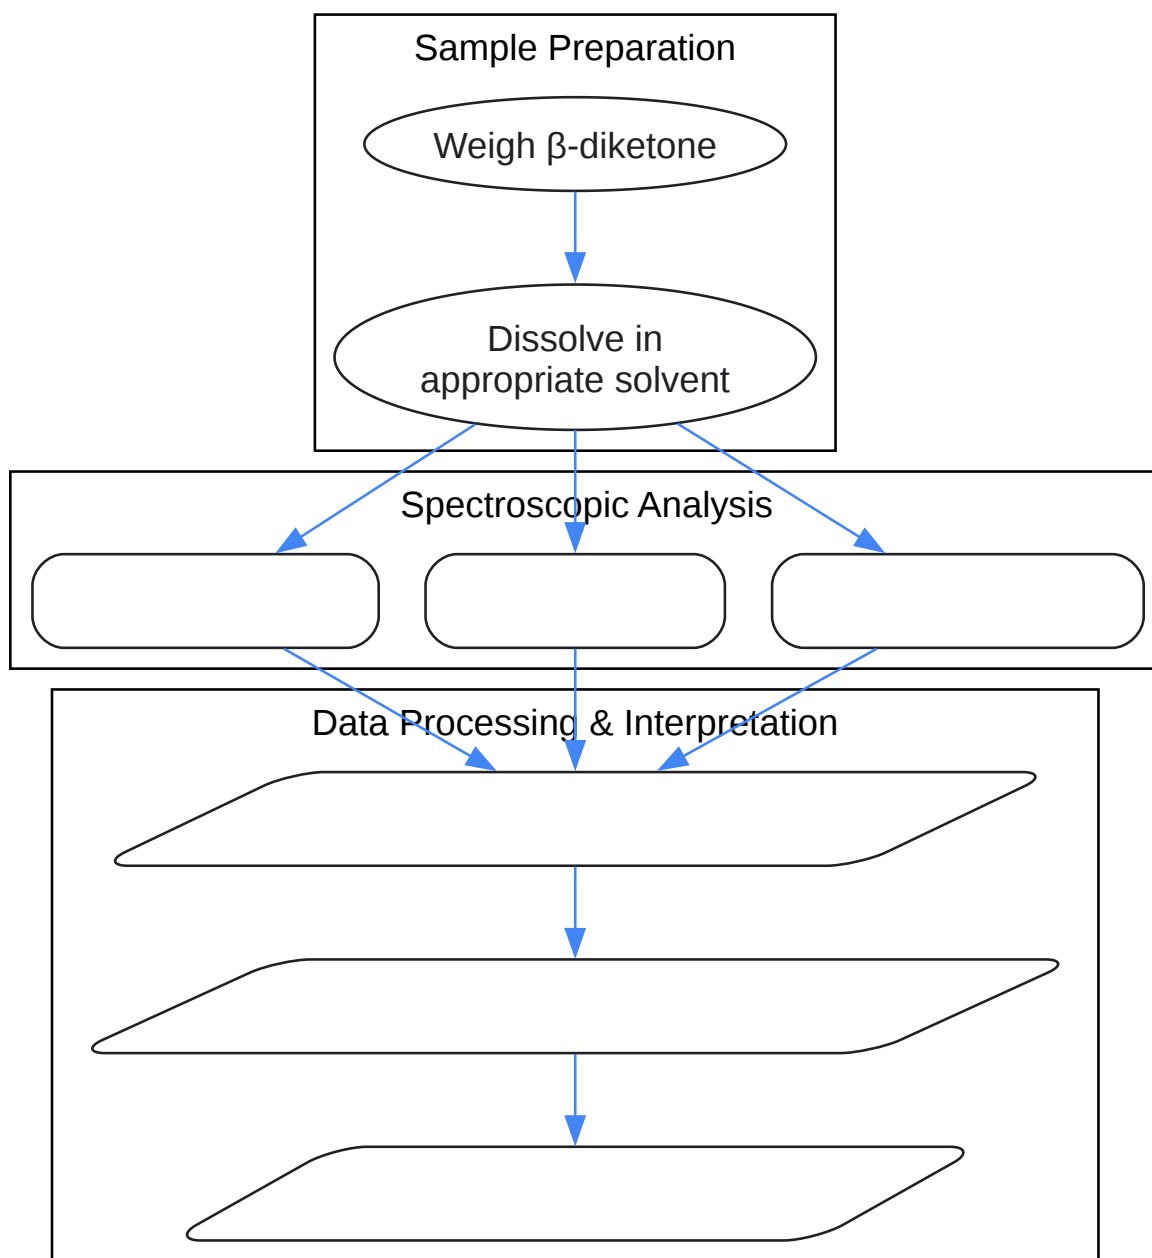 Sample Preparation
Weigh β-diketone
Dissolve in
appropriate solvent
Spectroscopic Analysis
Data Processing & Interpretation